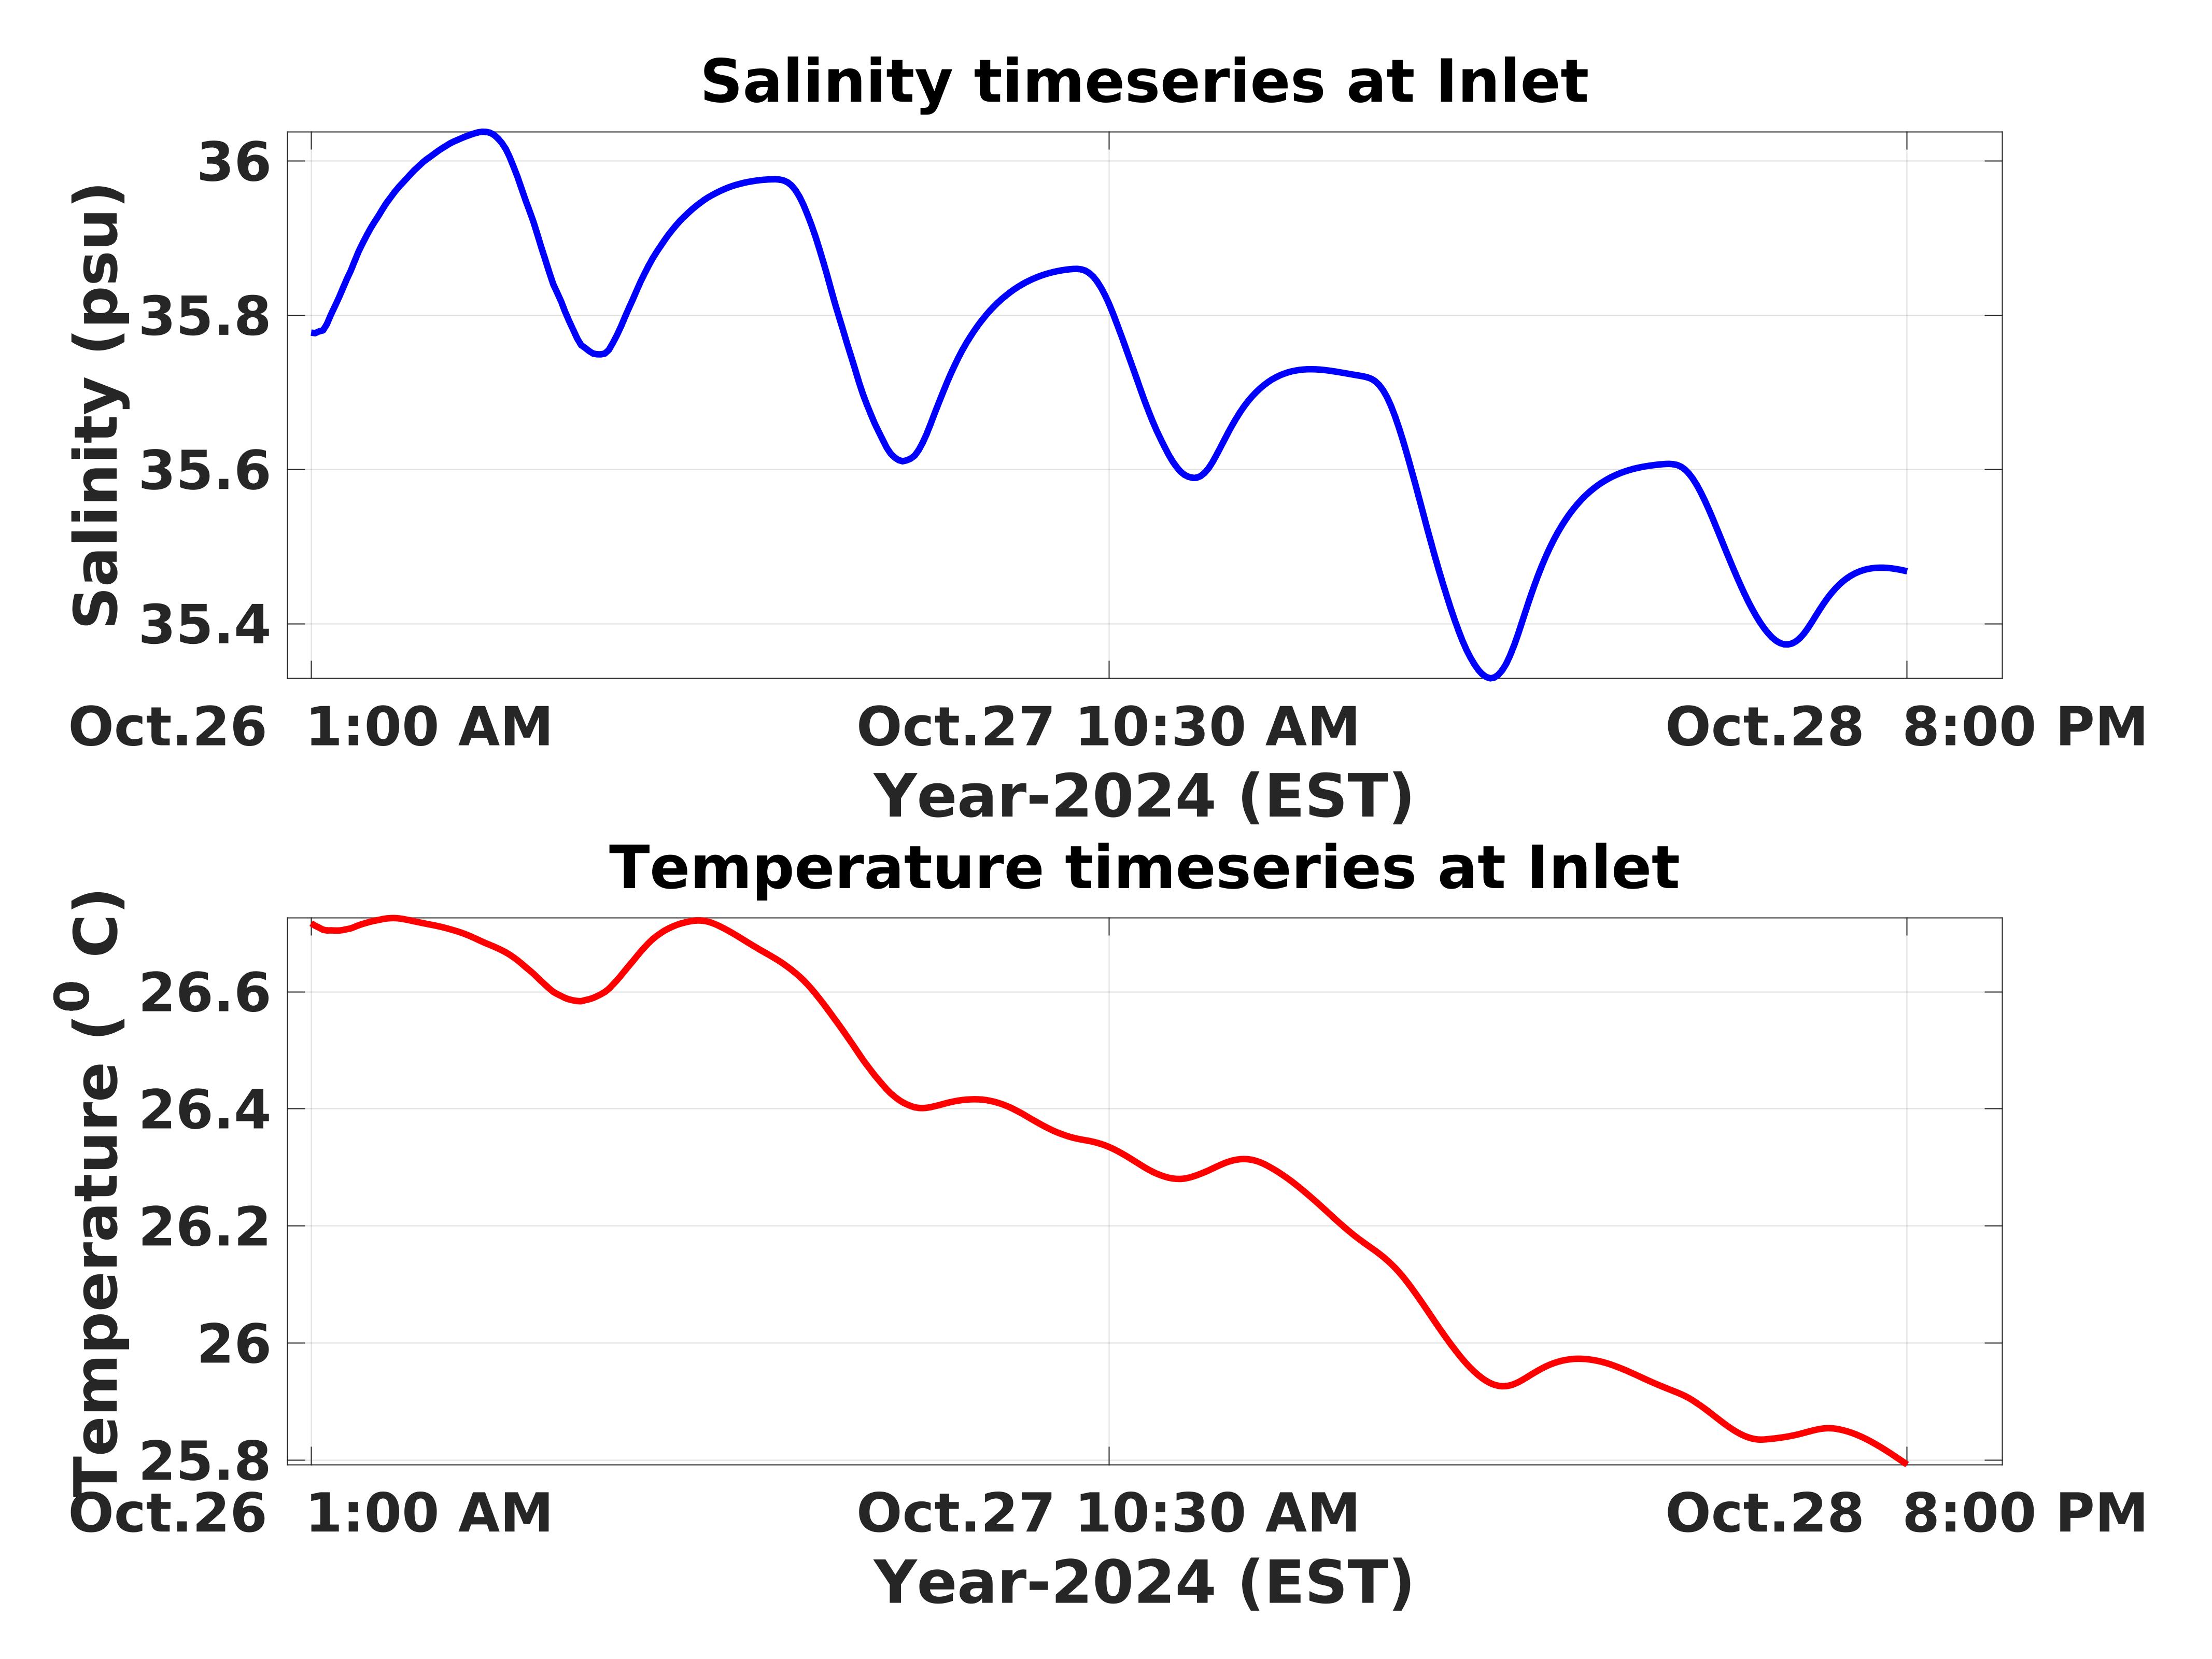 Salinity timeseries at Inlet
Salinity (psu)
36
35.8
35.6
35.4
Oct.26  1:00 AM
Oct.27 10:30 AM
Oct.28  8:00 PM
Year-2024 (EST)
Temperature timeseries at Inlet
Temperature (⁰ C)
26.6
26.4
26.2
26
25.8
Oct.26  1:00 AM
Oct.27 10:30 AM
Oct.28  8:00 PM
Year-2024 (EST)